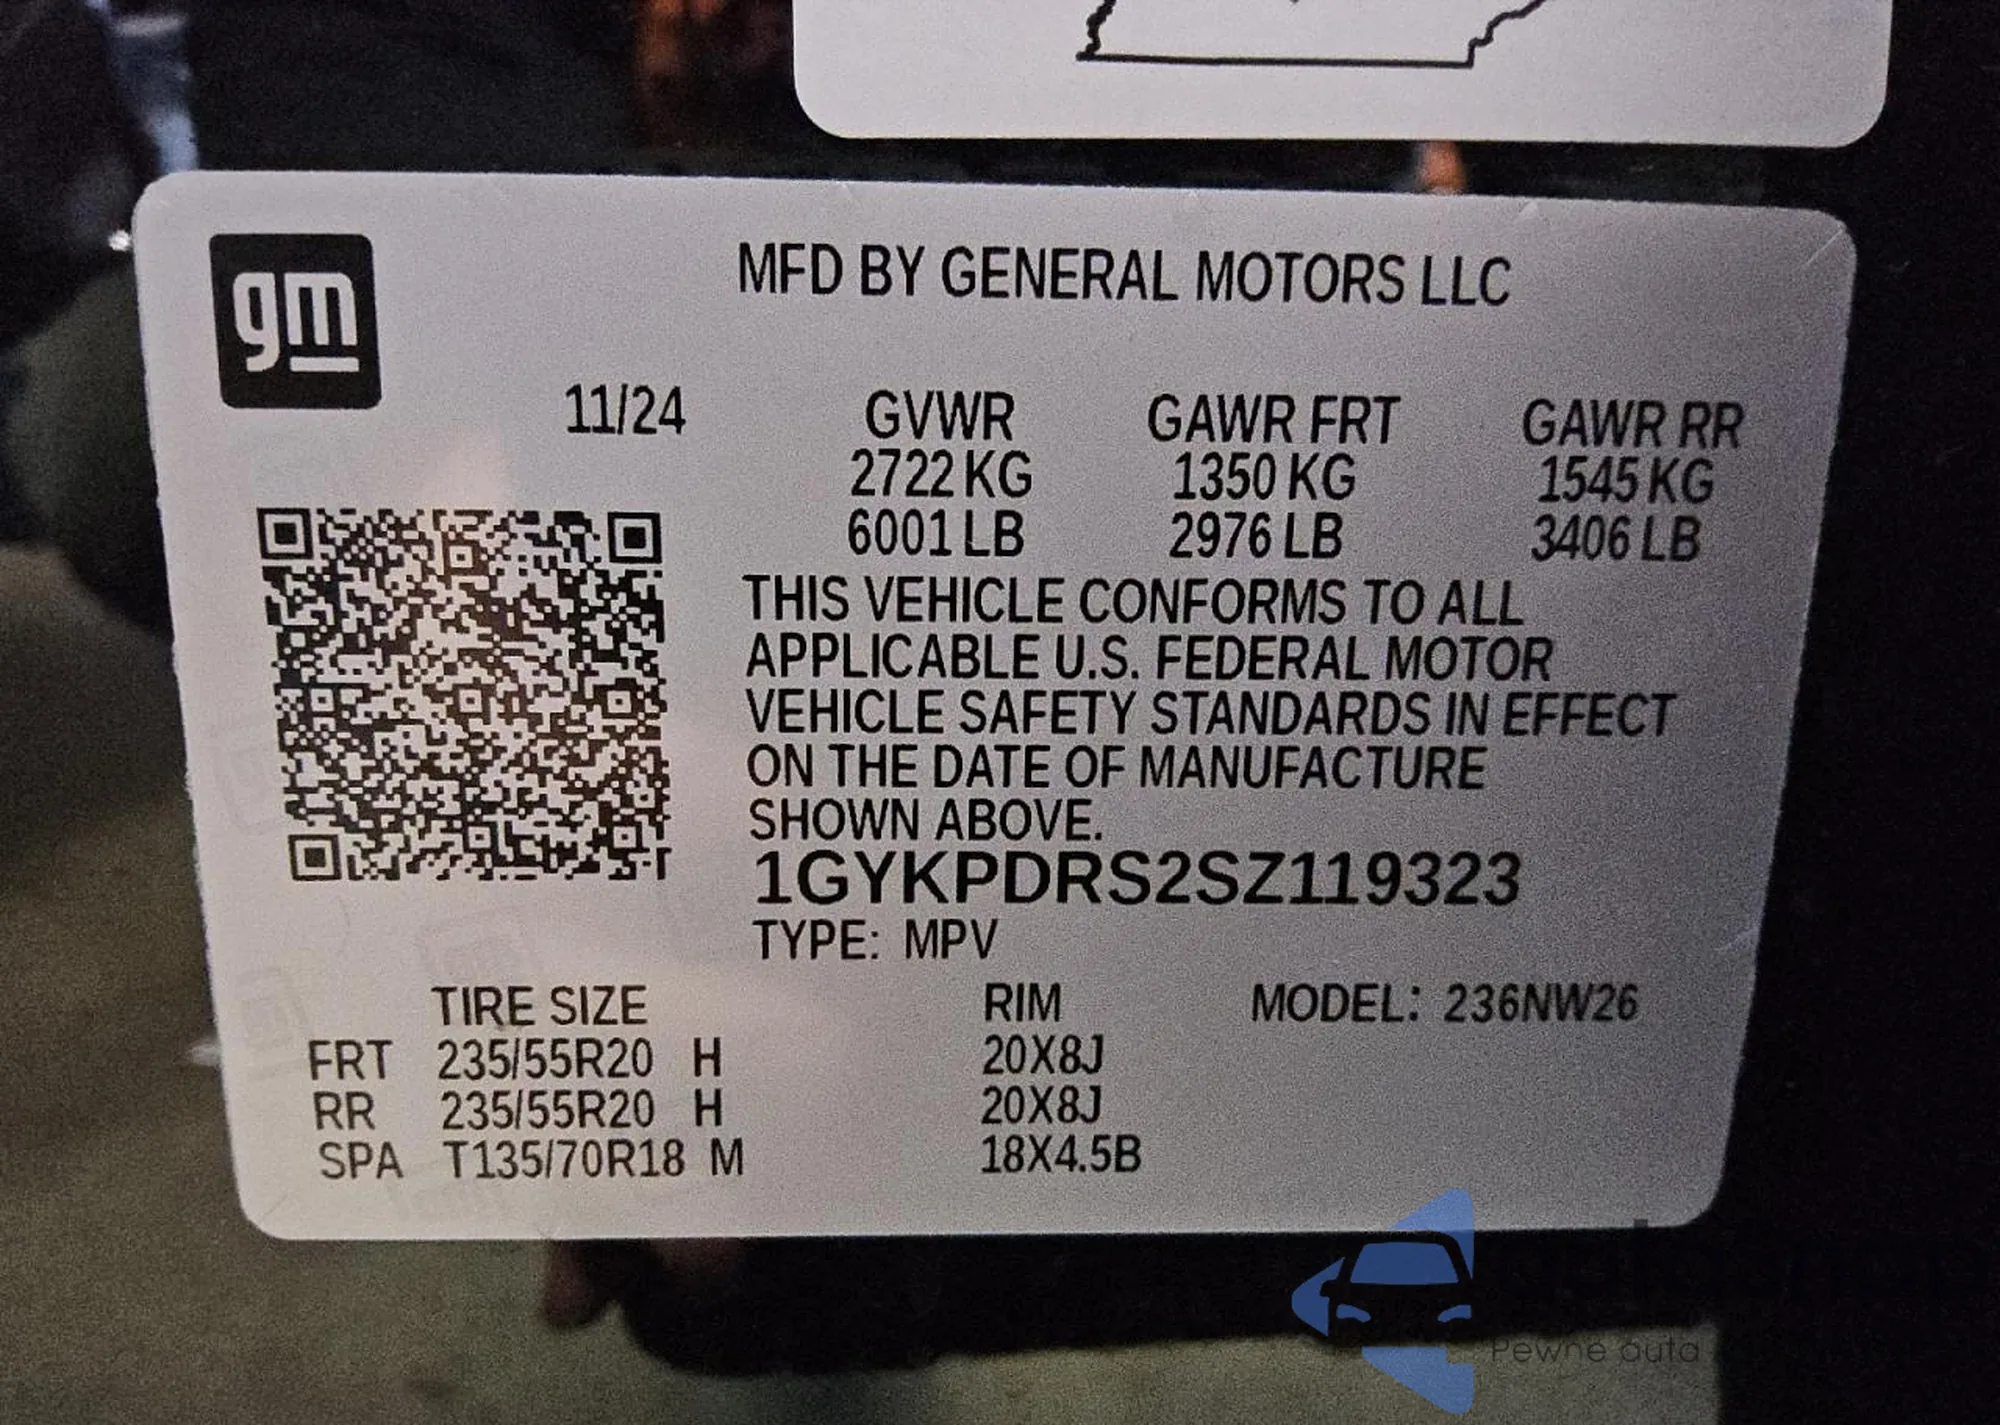 gm
MFD BY GENERAL MOTORS LLC
11/24 GVWR GAWR FRT GAWR RR
2722 KG 1350 KG 1545 KG
6001 LB 2976 LB 3406 LB
THIS VEHICLE CONFORMS TO ALL
APPLICABLE U.S. FEDERAL MOTOR
VEHICLE SAFETY STANDARDS IN EFFECT
ON THE DATE OF MANUFACTURE
SHOWN ABOVE.
1GYKPDRS2SZ119323
TYPE: MPV
TIRE SIZE RIM MODEL: 236NW26
FRT 235/55R20 H 20X8J
RR 235/55R20 H 20X8J
SPA T135/70R18 M 18X4.5B
Pewne auta